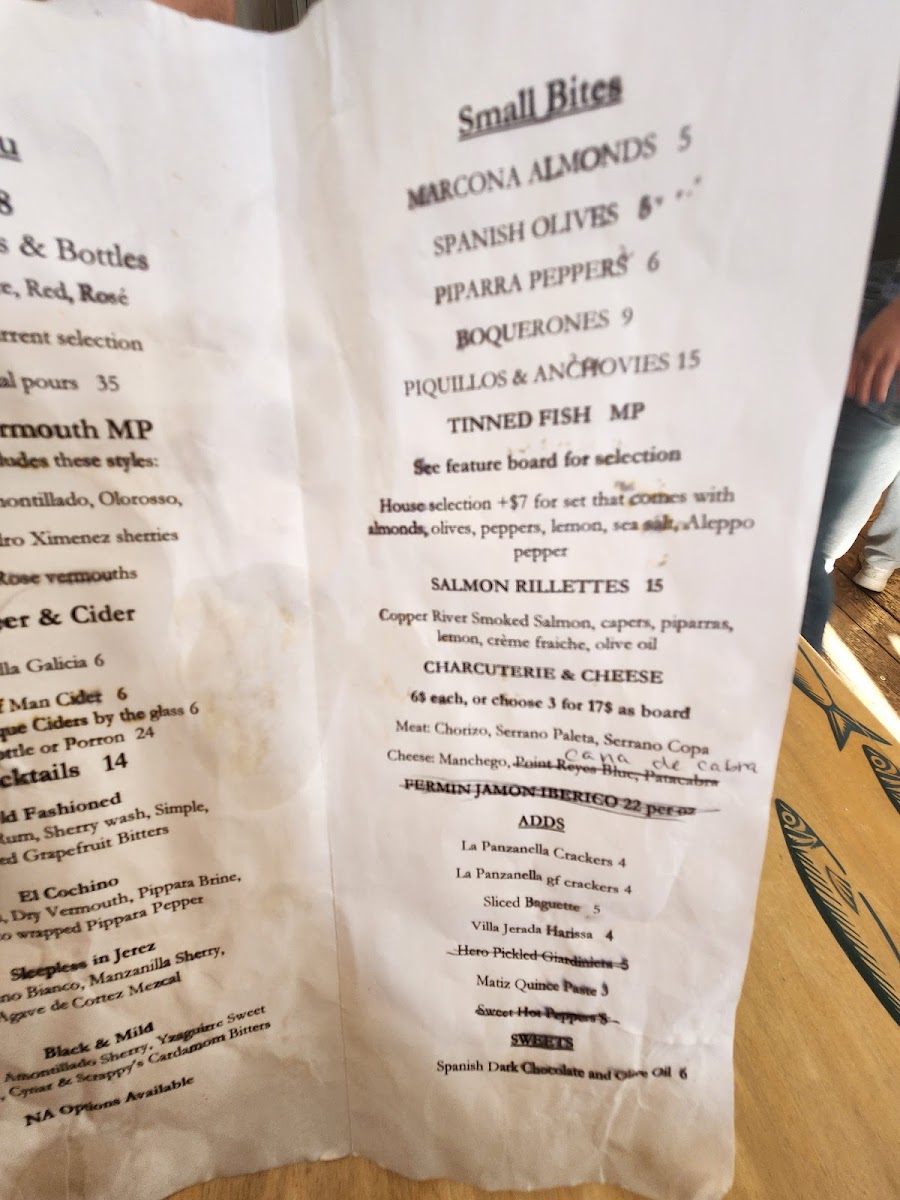 u
8
s & Bottles
e, Red, Rosé
rrent selection
al pours 35
rmouth MP
ludes these styles:
montillado, Olorosso,
dro Ximenez sherries
Rose vermouths
er & Cider
lla Galicia 6
f Man Cider 6
que Ciders by the glass 6
ottle or Porron 24
cktails 14
ld Fashioned
Rum, Sherry wash, Simple,
ed Grapefruit Bitters
El Cochino
, Dry Vermouth, Pippara Brine,
o wrapped Pippara Pepper
Sleepless in Jerez
no Bianco, Manzanilla Sherry,
Agave de Cortez Mezcal
Black & Mild
Amontillado Sherry, Yzaguirre Sweet
, Cynar & Scrappy's Cardamom Bitters
NA Options Available
Small Bites
MARCONA ALMONDS 5
SPANISH OLIVES
PIPARRA PEPPERS 6
BOQUERONES 9
PIQUILLOS & ANCHOVIES 15
TINNED FISH MP
See feature board for selection
House selection +$7 for set that comes with
almonds, olives, peppers, lemon, sea salt, Aleppo
pepper
SALMON RILLETTES 15
Copper River Smoked Salmon, capers, piparras,
lemon, crème fraiche, olive oil
CHARCUTERIE & CHEESE
6$ each, or choose 3 for 17$ as board
Meat: Chorizo, Serrano Paleta, Serrano Copa
Cana de cabra
Cheese: Manchego, Point Reyes Blue, Patacabra
FERMIN JAMON IBERICO 22 per oz
ADDS
La Panzanella Crackers 4
La Panzanella gf crackers 4
Sliced Baguette 5
Villa Jerada Harissa 4
Hero Pickled Giardiniera 5
Matiz Quince Paste 3
Sweet Hot Peppers
SWEETS
Spanish Dark Chocolate and Olive Oil 6